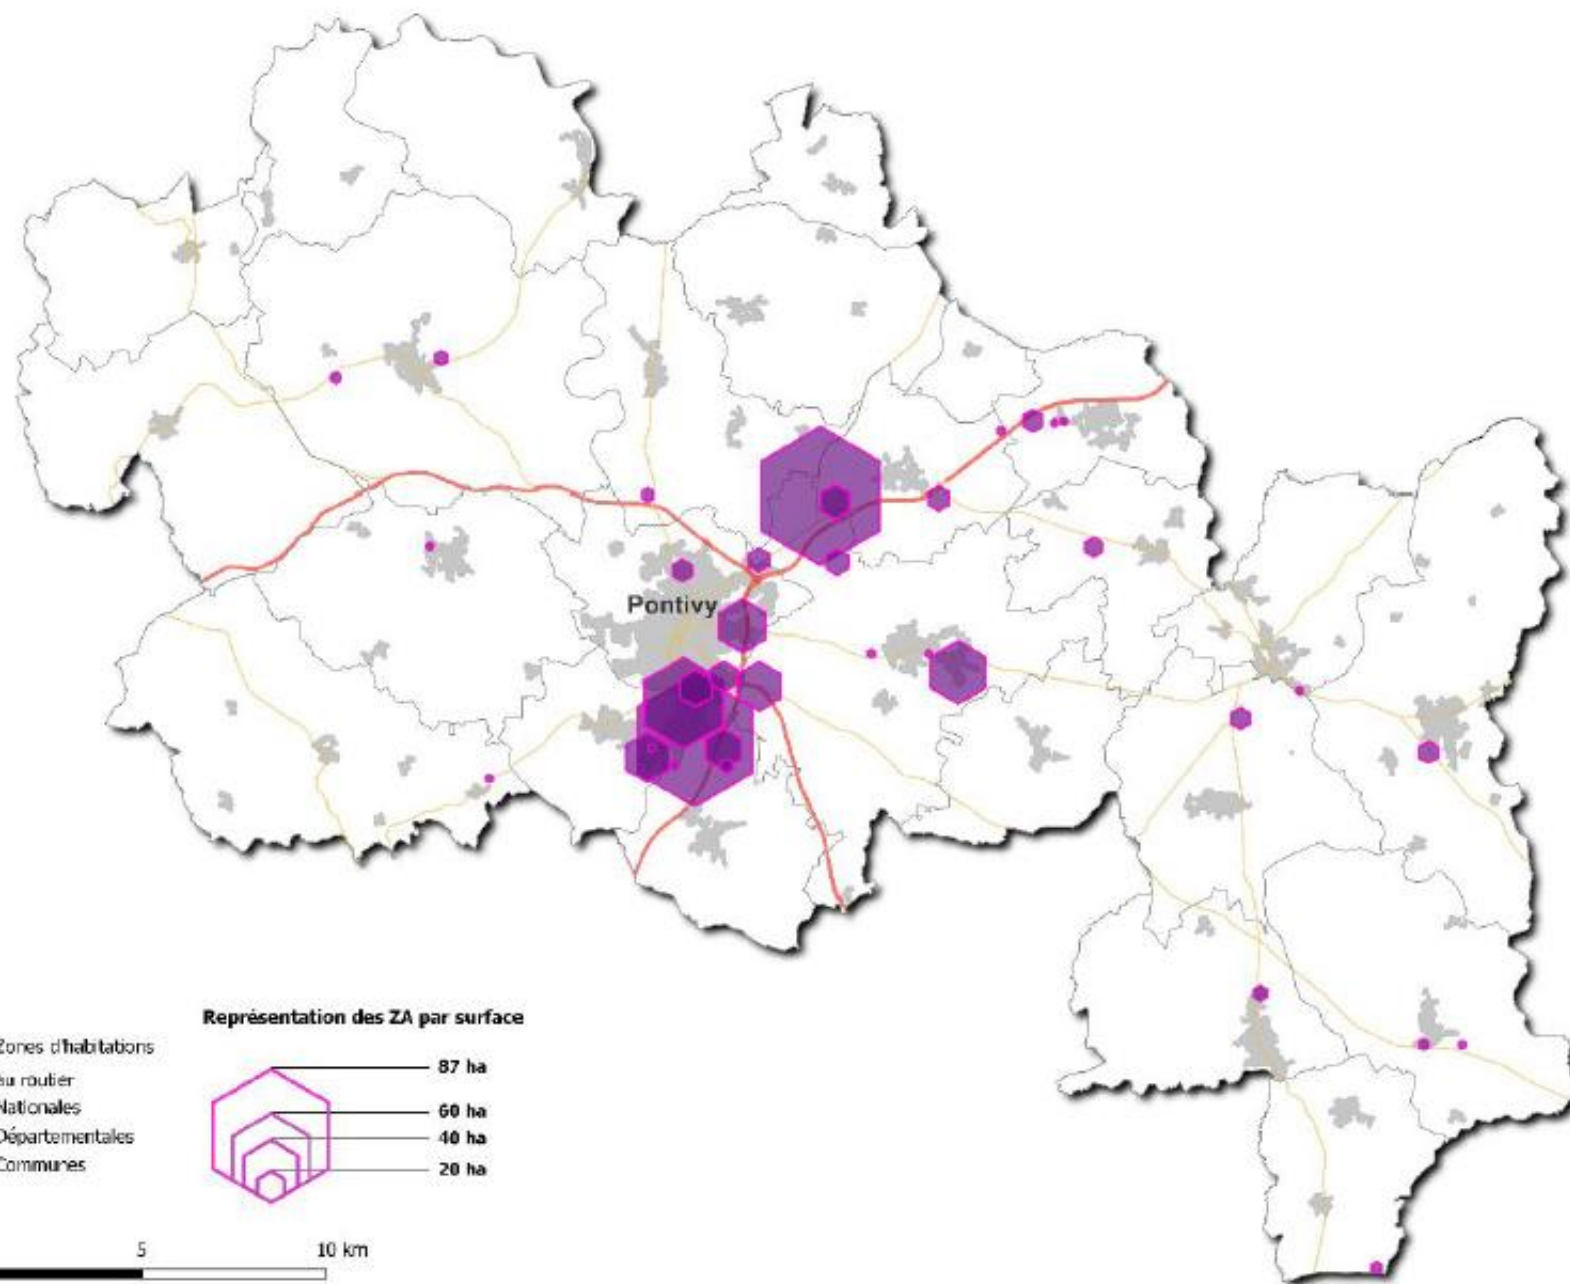 Pontivy
Représentation des ZA par surface
Zones d'habitations
au routier
Nationales
Départementales
Communes
87 ha
60 ha
40 ha
20 ha
5
10 km